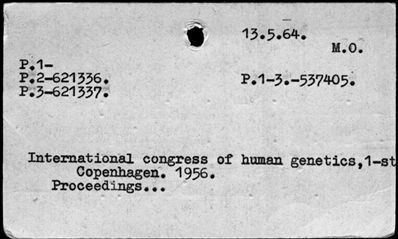 13.5.64.
M.O.
P.1-
P.2-621336. P.1-3.-537405.
P.3-621337.
International congress of human genetics,1-st
Copenhagen. 1956.
Proceedings...